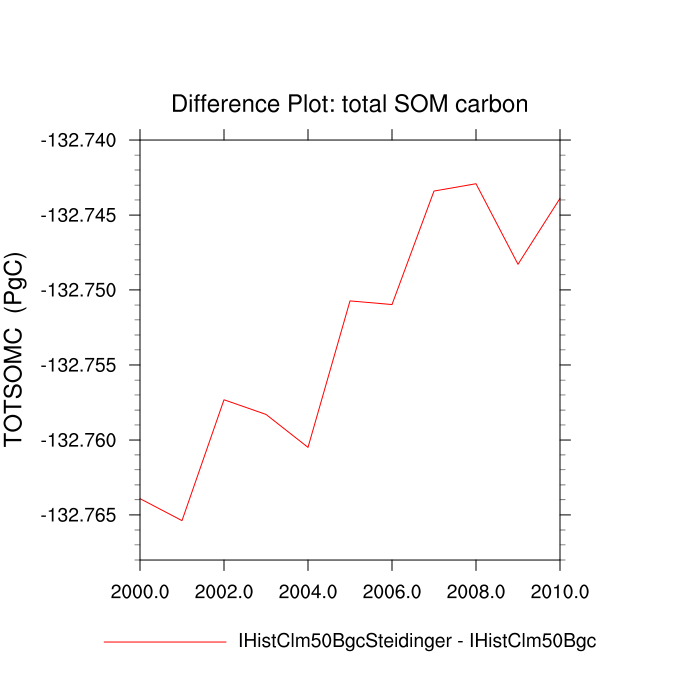 Difference Plot: total SOM carbon
-132.740
-132.745
-132.750
-132.755
-132.760
-132.765
TOTSOMC (PgC)
2000.0 2002.0 2004.0 2006.0 2008.0 2010.0
IHistClm50BgcSteidinger - IHistClm50Bgc